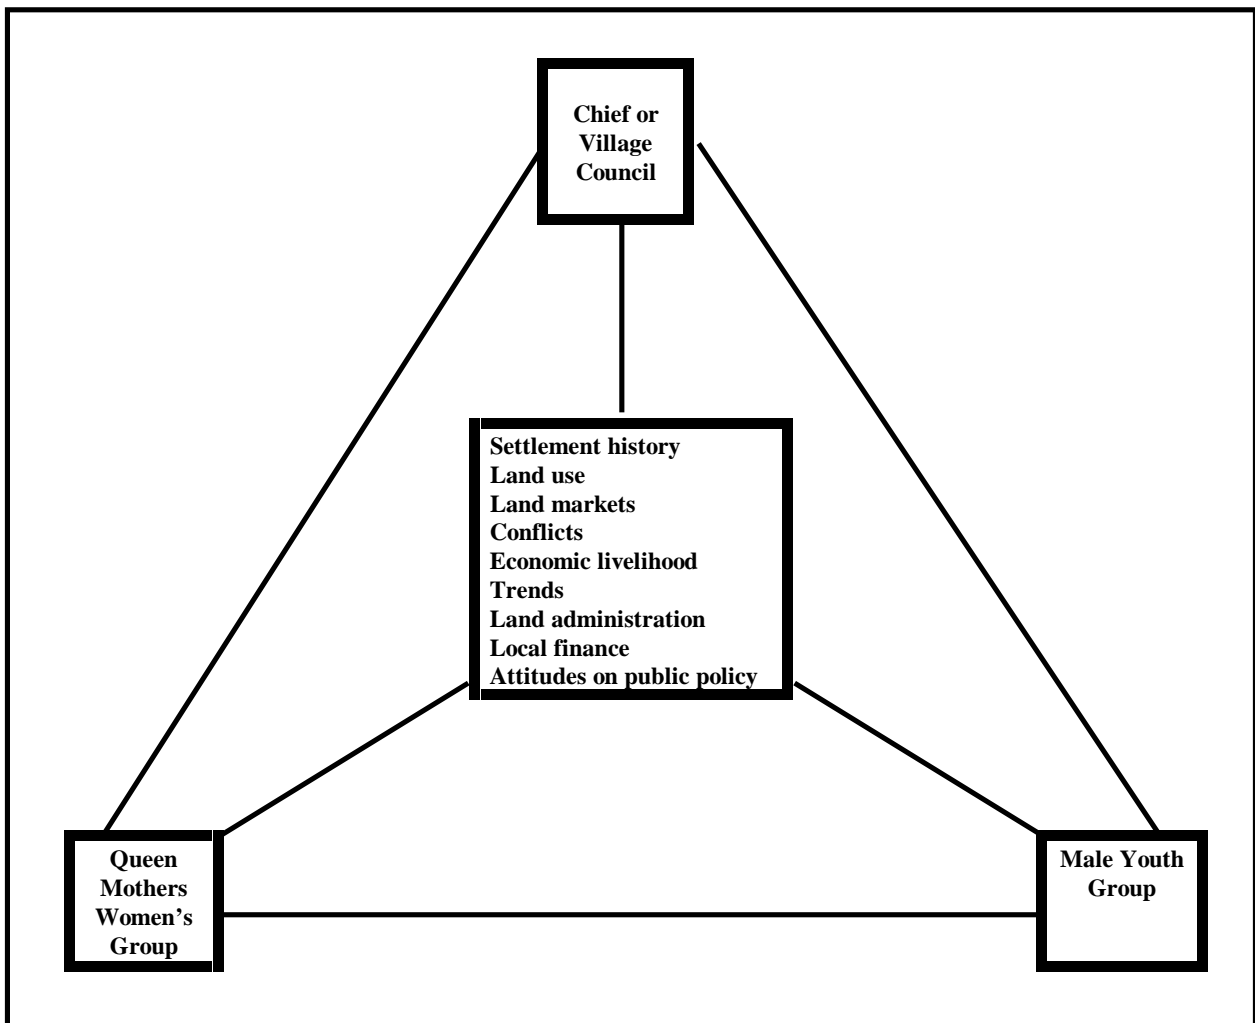 Chief or
Village
Council
Settlement history
Land use
Land markets
Conflicts
Economic livelihood
Trends
Land administration
Local finance
Attitudes on public policy
Queen
Mothers
Women’s
Group
Male Youth
Group